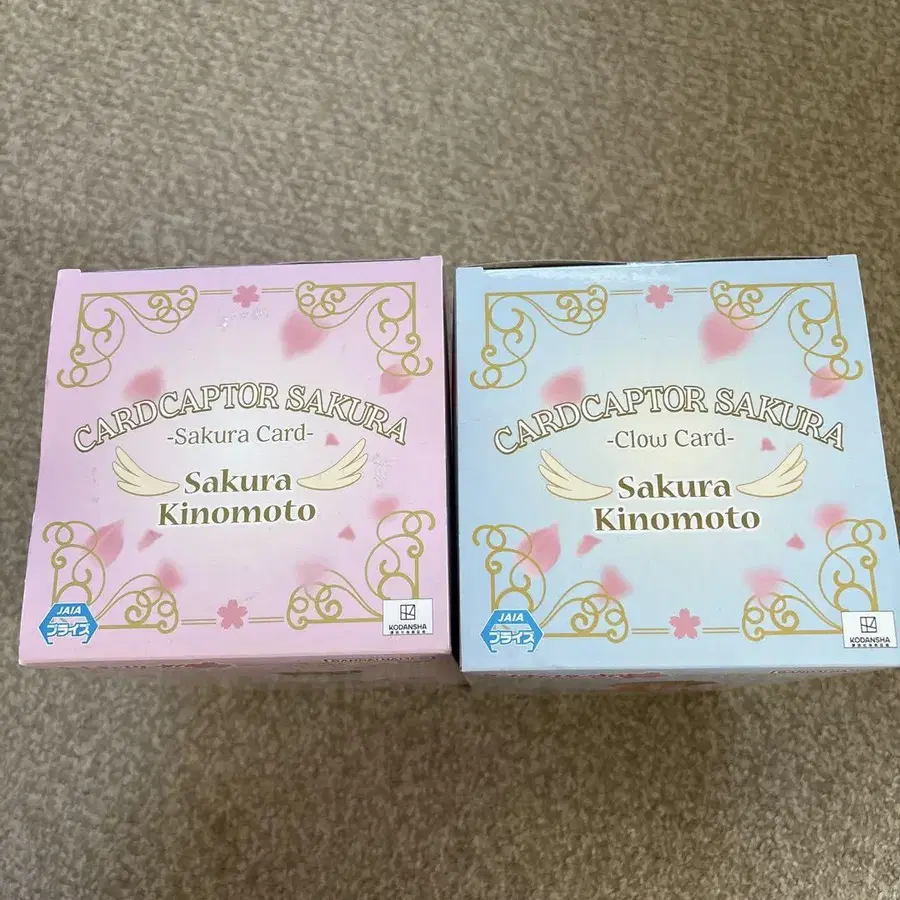 CARDCAPTOR SAKURA
-Sakura Card-
Sakura
Kinomoto
JAIA
プライズ
KODANSHA
CARDCAPTOR SAKURA
-Clow Card-
Sakura
Kinomoto
JAIA
プライズ
KODANSHA